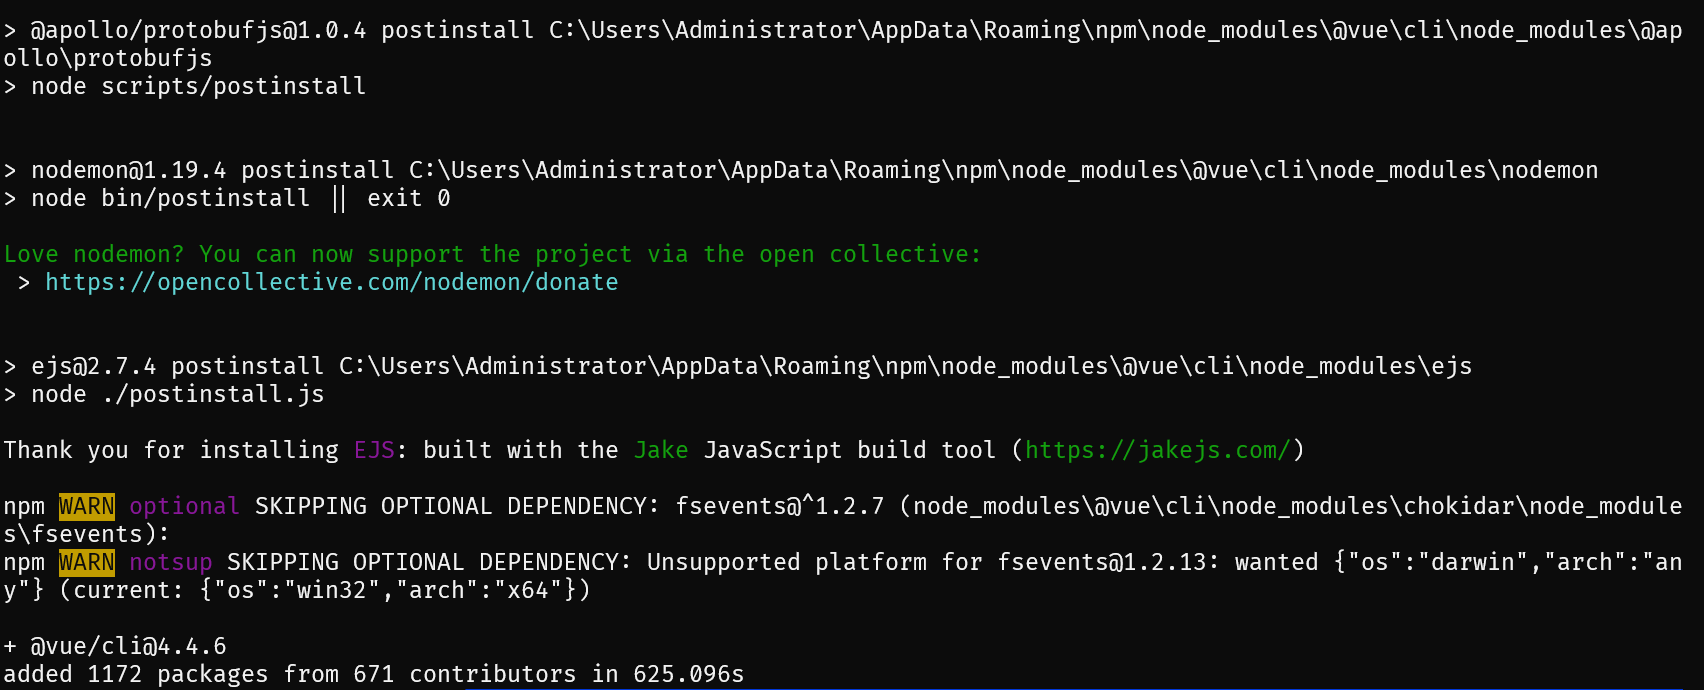 > @apollo/protobufjs@1.0.4 postinstall C:\Users\Administrator\AppData\Roaming\npm\node_modules\@vue\cli\node_modules\@ap
ollo\protobufjs
> node scripts/postinstall
> nodemon@1.19.4 postinstall C:\Users\Administrator\AppData\Roaming\npm\node_modules\@vue\cli\node_modules\nodemon
> node bin/postinstall || exit 0
Love nodemon? You can now support the project via the open collective:
> https://opencollective.com/nodemon/donate
> ejs@2.7.4 postinstall C:\Users\Administrator\AppData\Roaming\npm\node_modules\@vue\cli\node_modules\ejs
> node ./postinstall.js
Thank you for installing EJS: built with the Jake JavaScript build tool (https://jakejs.com/)
npm WARN optional SKIPPING OPTIONAL DEPENDENCY: fsevents@^1.2.7 (node_modules\@vue\cli\node_modules\chokidar\node_module
s\fsevents):
npm WARN notsup SKIPPING OPTIONAL DEPENDENCY: Unsupported platform for fsevents@1.2.13: wanted {"os":"darwin","arch":"an
y"} (current: {"os":"win32","arch":"x64"})
+ @vue/cli@4.4.6
added 1172 packages from 671 contributors in 625.096s